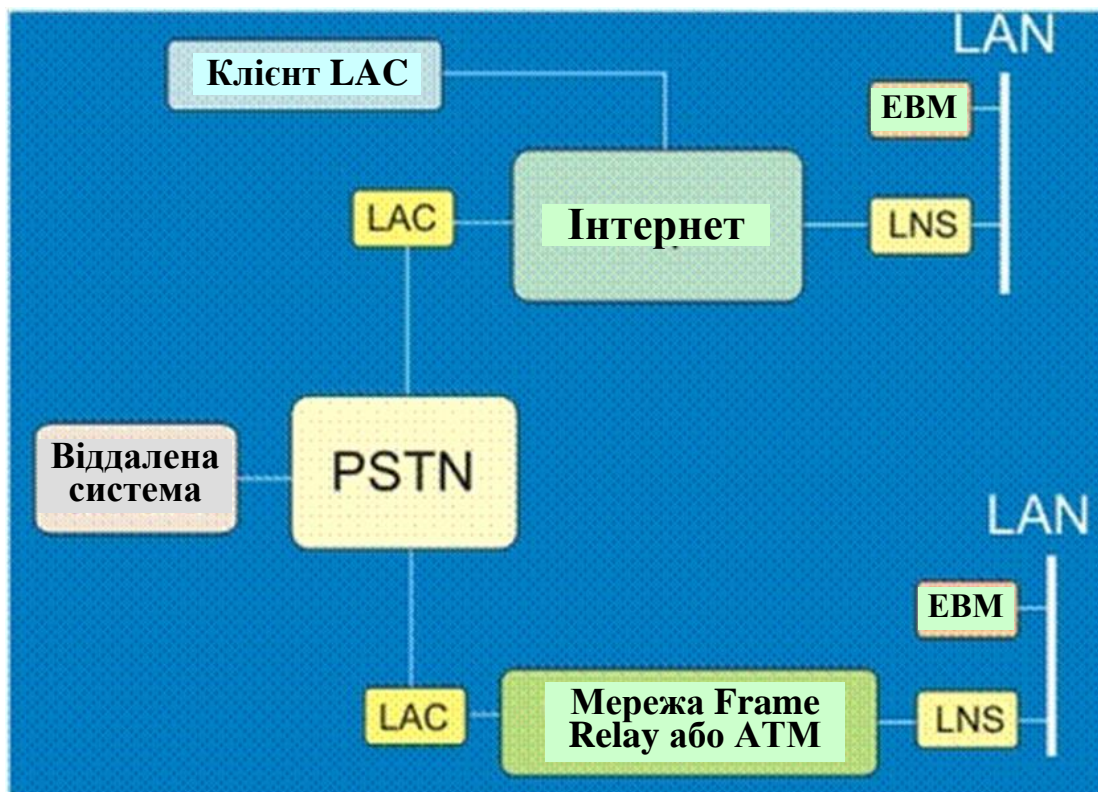 LAN
Клієнт LAC
ЕВМ
LAC
Інтернет
LNS
Віддалена
система
PSTN
LAN
ЕВМ
LAC
Мережа Frame
Relay або ATM
LNS